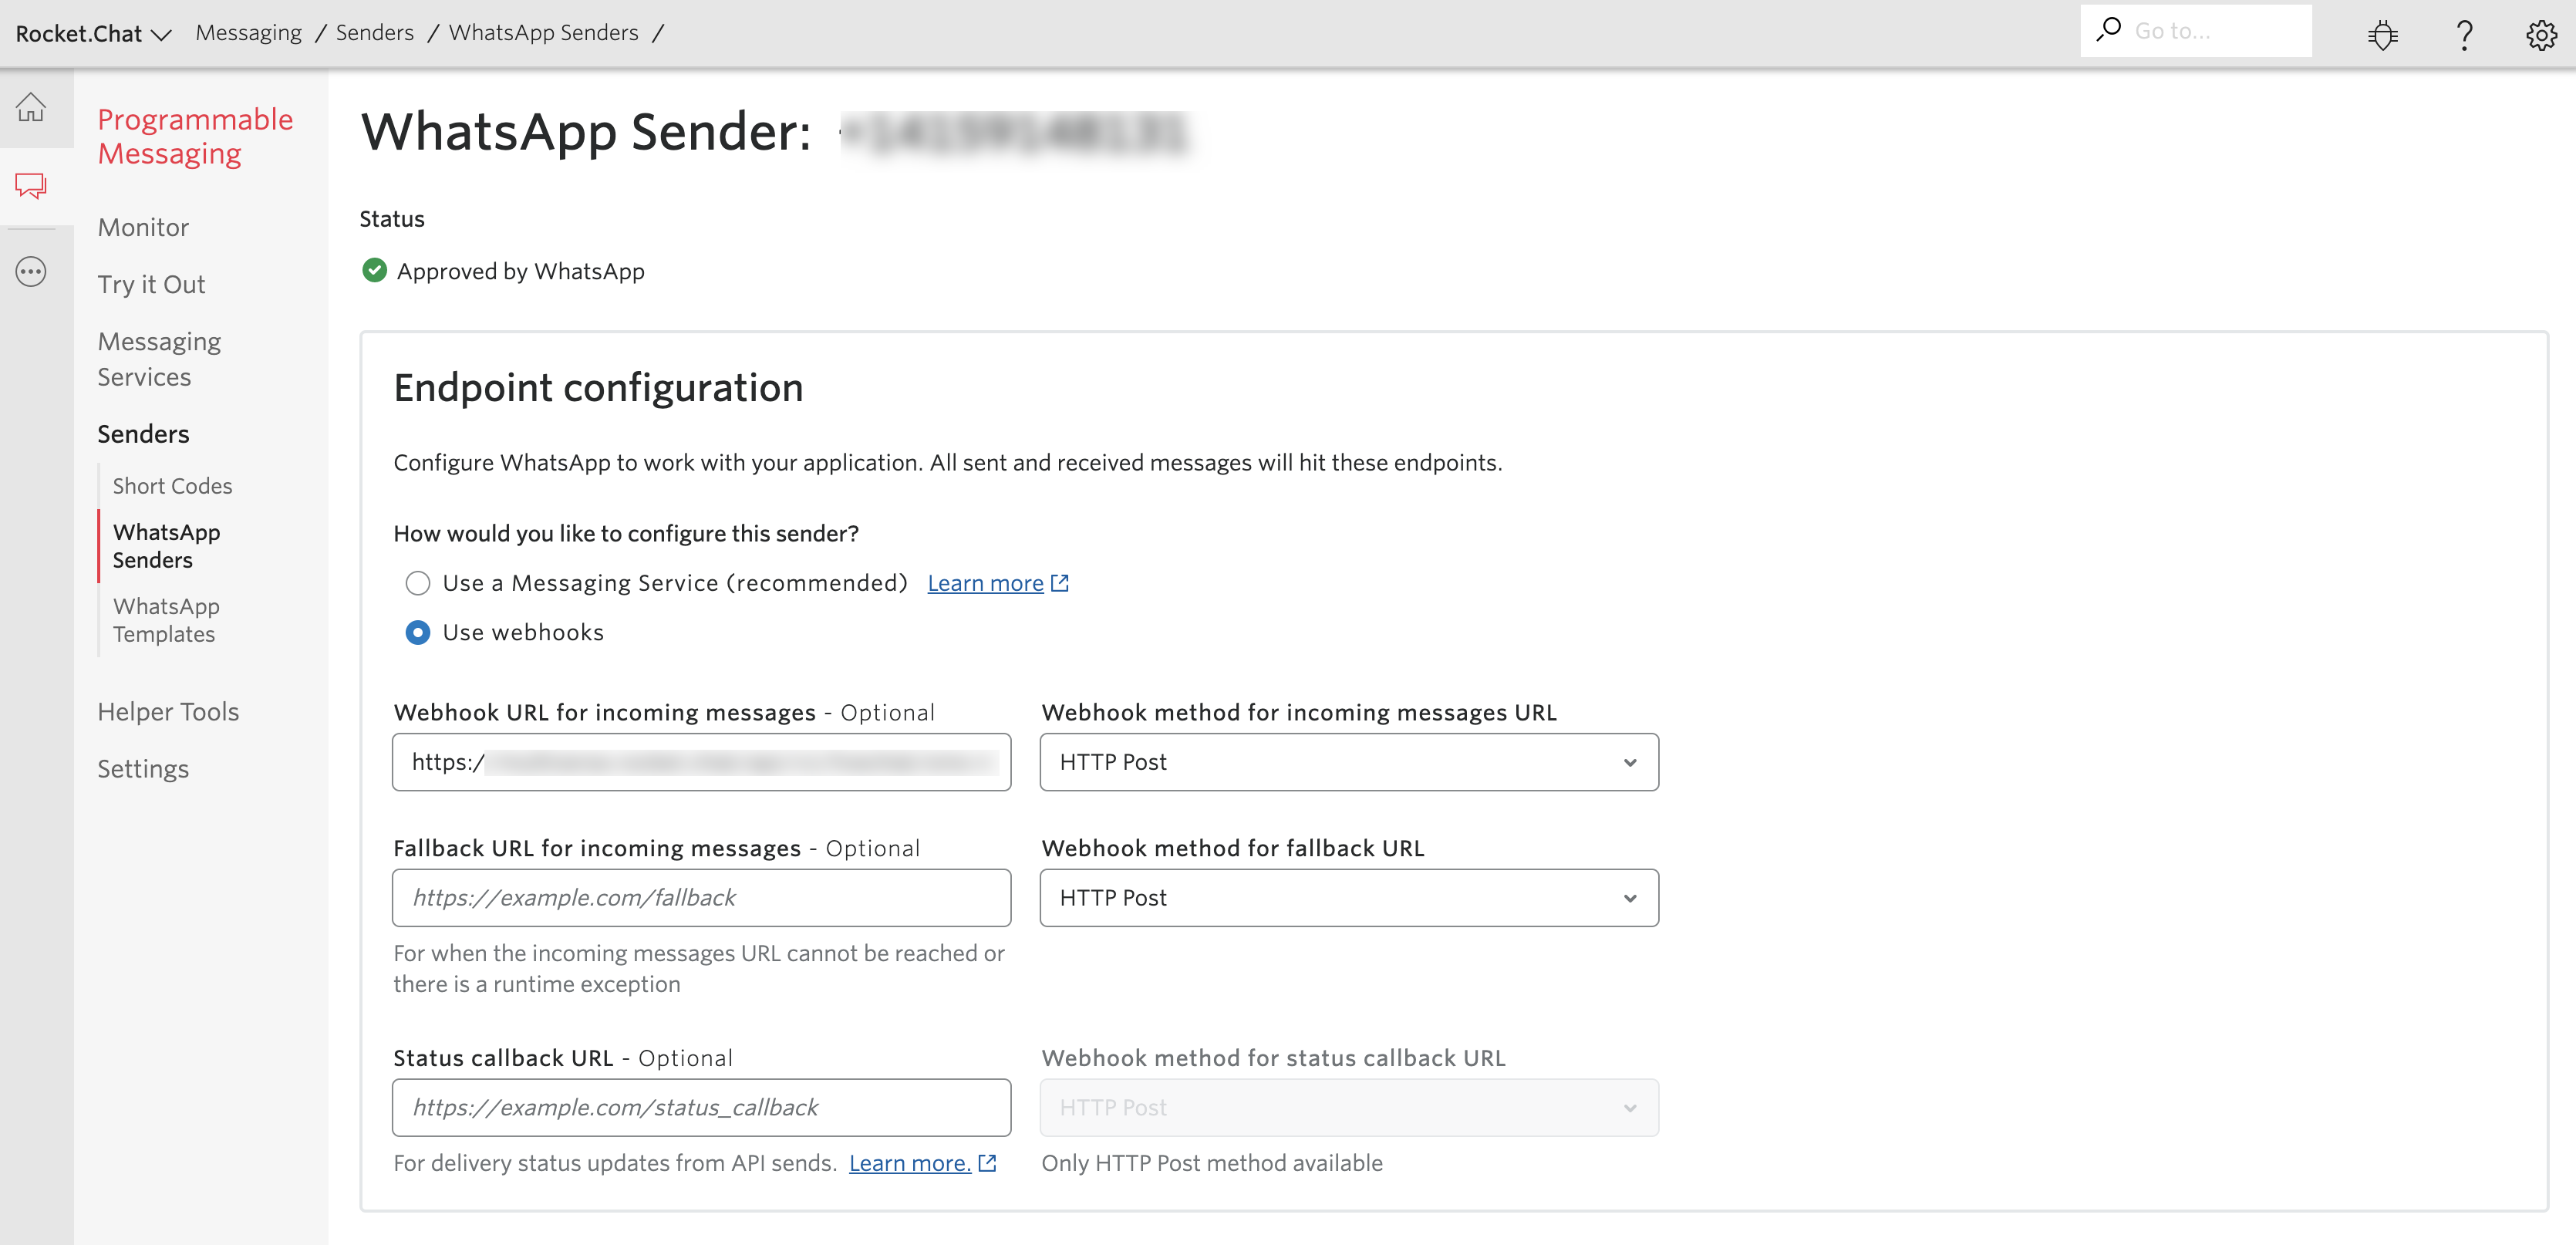 Rocket.Chat Messaging / Senders / WhatsApp Senders /
Go to...
Programmable
Messaging
Monitor
Try it Out
Messaging
Services
Senders
Short Codes
WhatsApp
Senders
WhatsApp
Templates
Helper Tools
Settings
WhatsApp Sender:
Status
Approved by WhatsApp
Endpoint configuration
Configure WhatsApp to work with your application. All sent and received messages will hit these endpoints.
How would you like to configure this sender?
Use a Messaging Service (recommended) Learn more
Use webhooks
Webhook URL for incoming messages - Optional
https:/
Webhook method for incoming messages URL
HTTP Post
Fallback URL for incoming messages - Optional
https://example.com/fallback
For when the incoming messages URL cannot be reached or
there is a runtime exception
Webhook method for fallback URL
HTTP Post
Status callback URL - Optional
https://example.com/status_callback
For delivery status updates from API sends. Learn more.
Webhook method for status callback URL
HTTP Post
Only HTTP Post method available